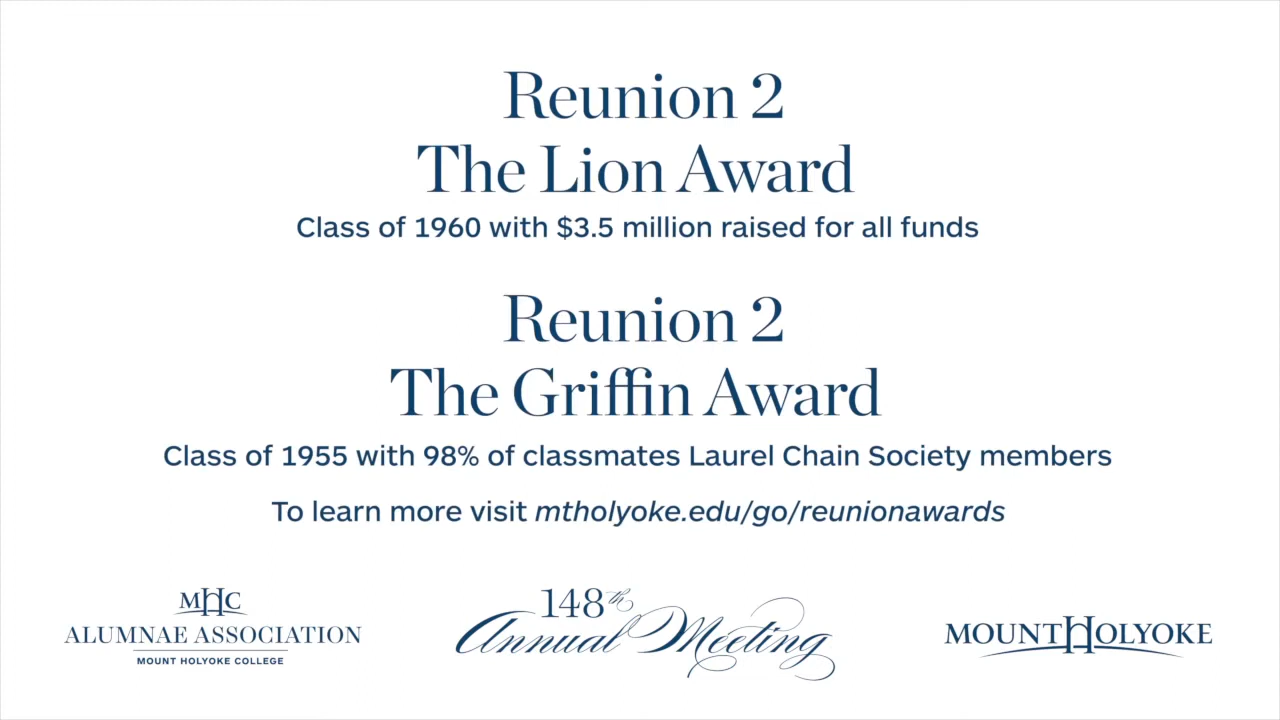 Reunion 2
The Lion Award
Class of 1960 with $3.5 million raised for all funds
Reunion 2
The Griffin Award
Class of 1955 with 98% of classmates Laurel Chain Society members
To learn more visit mtholyoke.edu/go/reunionawards
MHC
ALUMNAE ASSOCIATION
MOUNT HOLYOKE COLLEGE
148th
Annual Meeting
MOUNT HOLYOKE